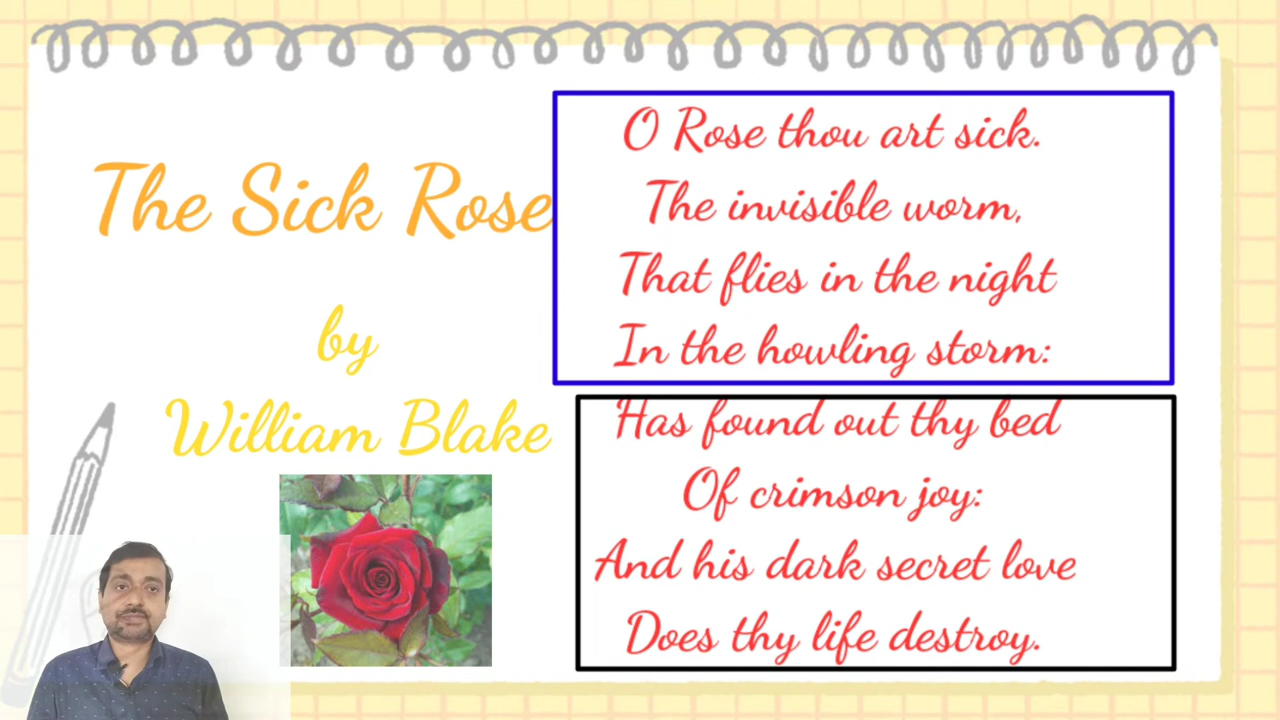 The Sick Rose
by
William Blake
O Rose thou art sick.
The invisible worm,
That flies in the night
In the howling storm:
Has found out thy bed
Of crimson joy:
And his dark secret love
Does thy life destroy.